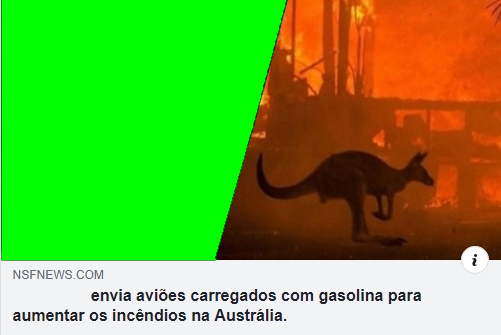 NSFNEWS.COM
envia aviões carregados com gasolina para
aumentar os incêndios na Austrália.